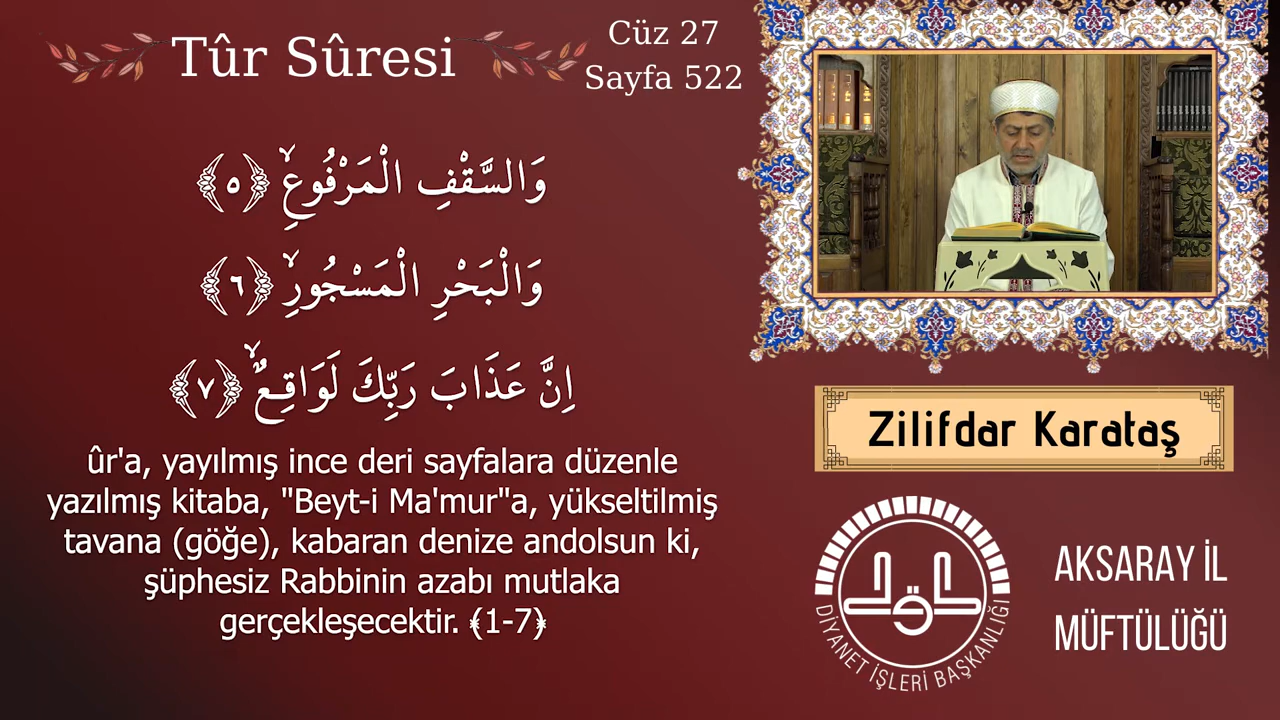 Tûr Sûresi
Cüz 27
Sayfa 522
وَالسَّقْفِ الْمَرْفُوعِۙ ﴿٥﴾
وَالْبَحْرِ الْمَسْجُورِۙ ﴿٦﴾
اِنَّ عَذَابَ رَبِّكَ لَوَاقِعٌۙ ﴿٧﴾
ûr'a, yayılmış ince deri sayfalara düzenle
yazılmış kitaba, "Beyt-i Ma'mur"a, yükseltilmiş
tavana (göğe), kabaran denize andolsun ki,
şüphesiz Rabbinin azabı mutlaka
gerçekleşecektir. ﴾1-7﴿
Zilifdar Karataş
DİYANET İŞLERİ BAŞKANLIĞI
AKSARAY İL
MÜFTÜLÜĞÜ